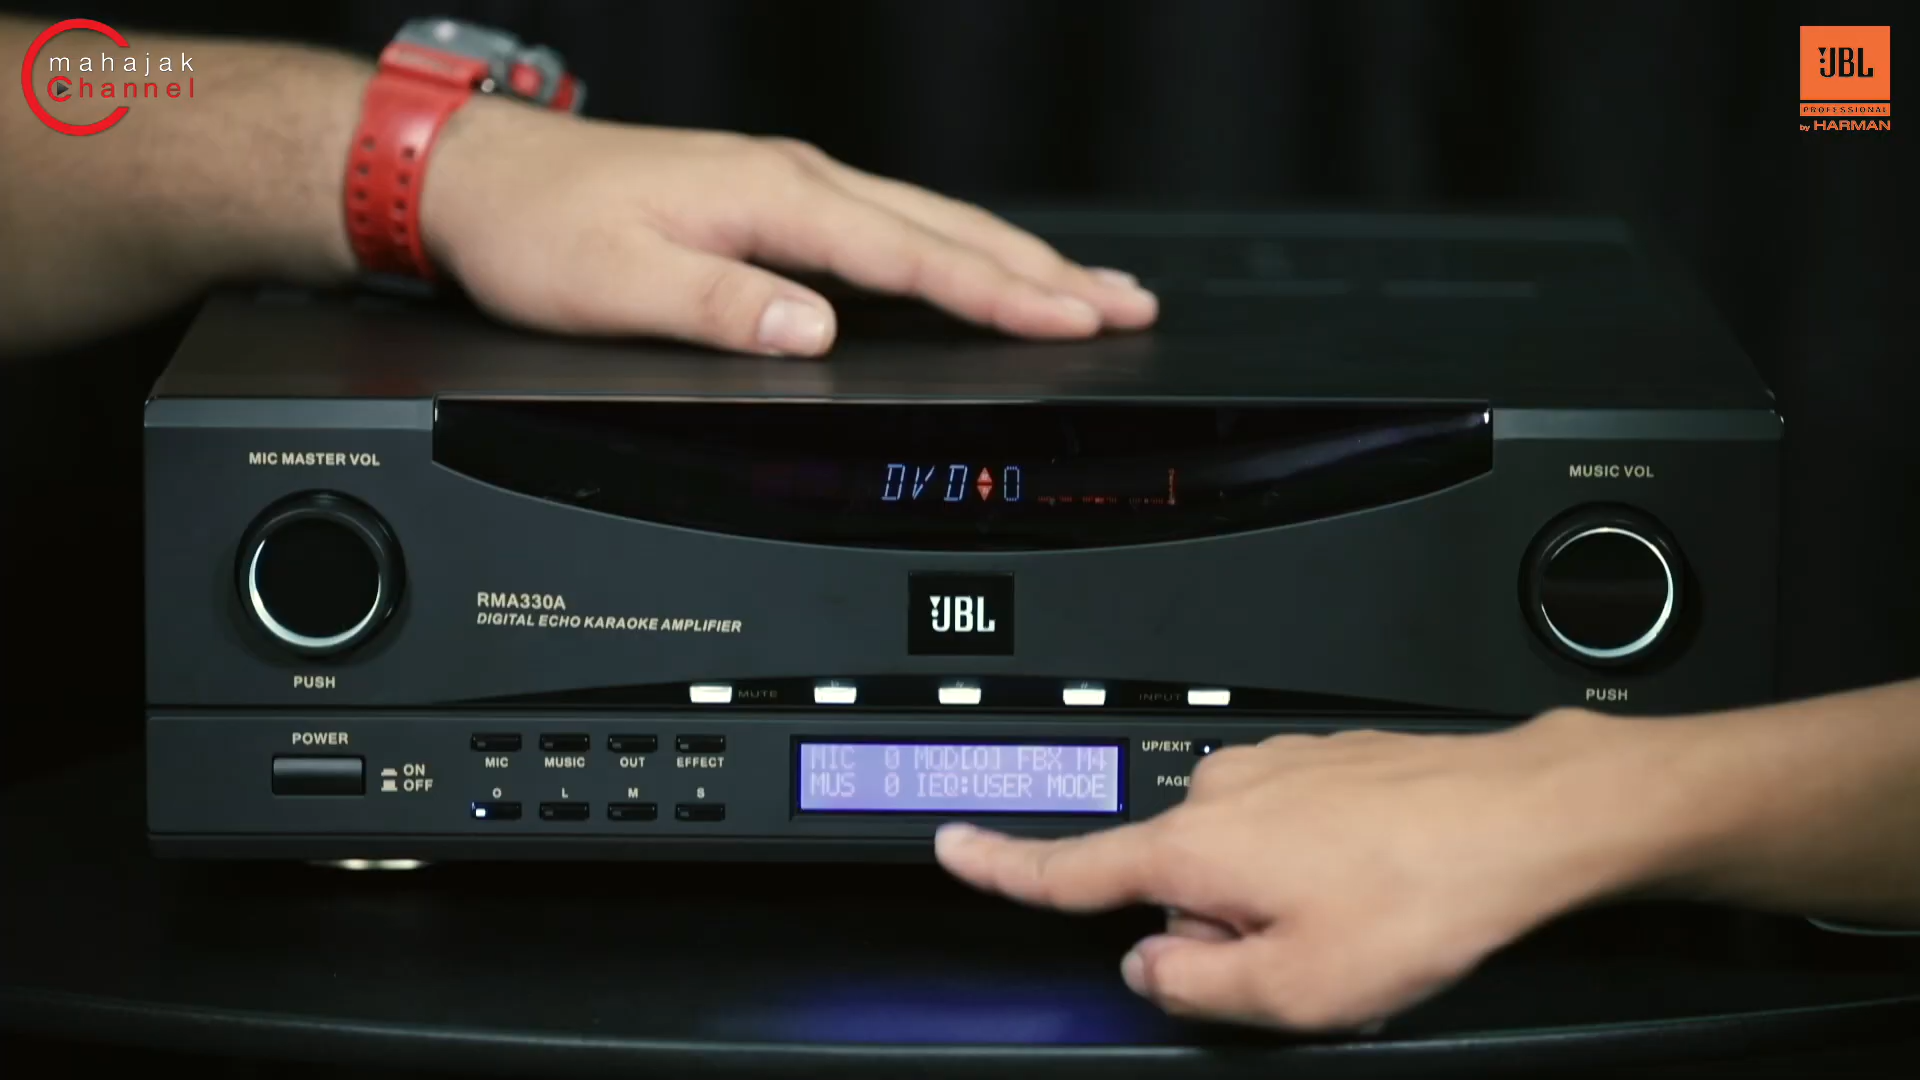 mahajak
Channel
JBL
PROFESSIONAL
by HARMAN
MIC MASTER VOL
DVD 0
MUSIC VOL
RMA330A
DIGITAL ECHO KARAOKE AMPLIFIER
JBL
PUSH
MUTE
INPUT
PUSH
POWER
ON
OFF
MIC MUSIC OUT EFFECT
O L M S
MIC 0 MOD[O] FBX M4
MUS 0 IEQ:USER MODE
UP/EXIT
PAGE